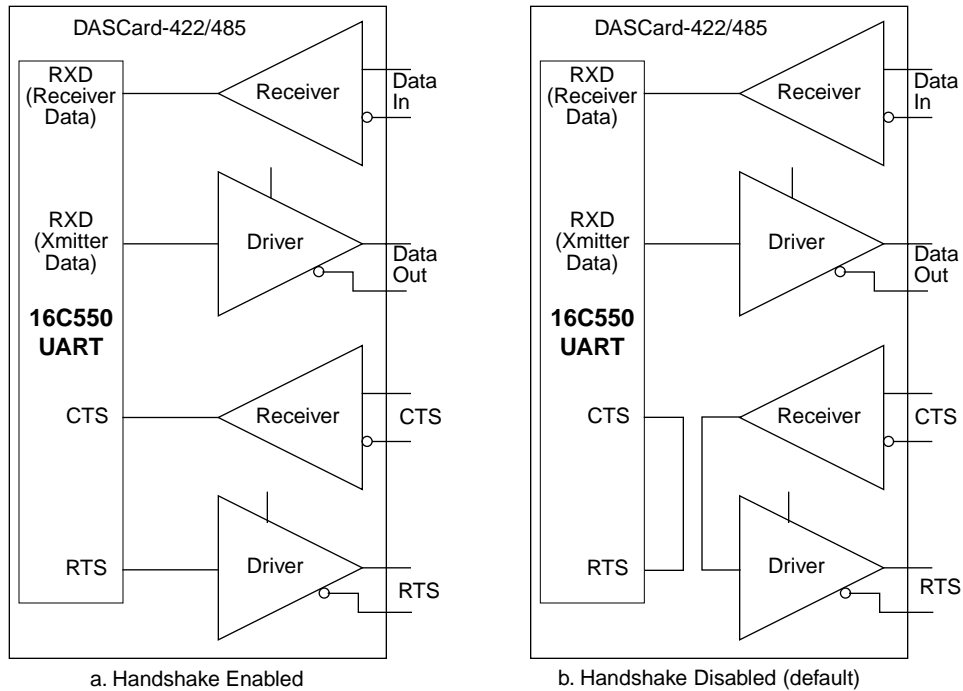 DASCard-422/485
RXD
(Receiver
Data)
Receiver
Data
In
RXD
(Xmitter
Data)
Driver
Data
Out
16C550
UART
CTS
Receiver
CTS
RTS
Driver
RTS
a. Handshake Enabled
DASCard-422/485
RXD
(Receiver
Data)
Receiver
Data
In
RXD
(Xmitter
Data)
Driver
Data
Out
16C550
UART
CTS
Receiver
CTS
RTS
Driver
RTS
b. Handshake Disabled (default)